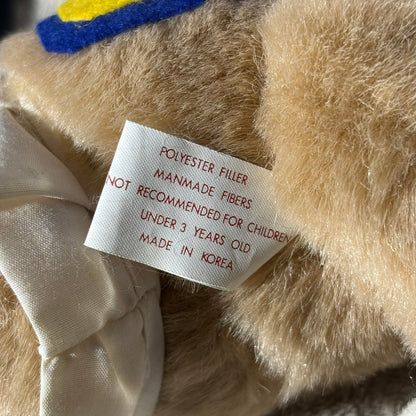 POLYESTER FILLER
MANMADE FIBERS
NOT RECOMMENDED FOR CHILDREN
UNDER 3 YEARS OLD
MADE IN KOREA